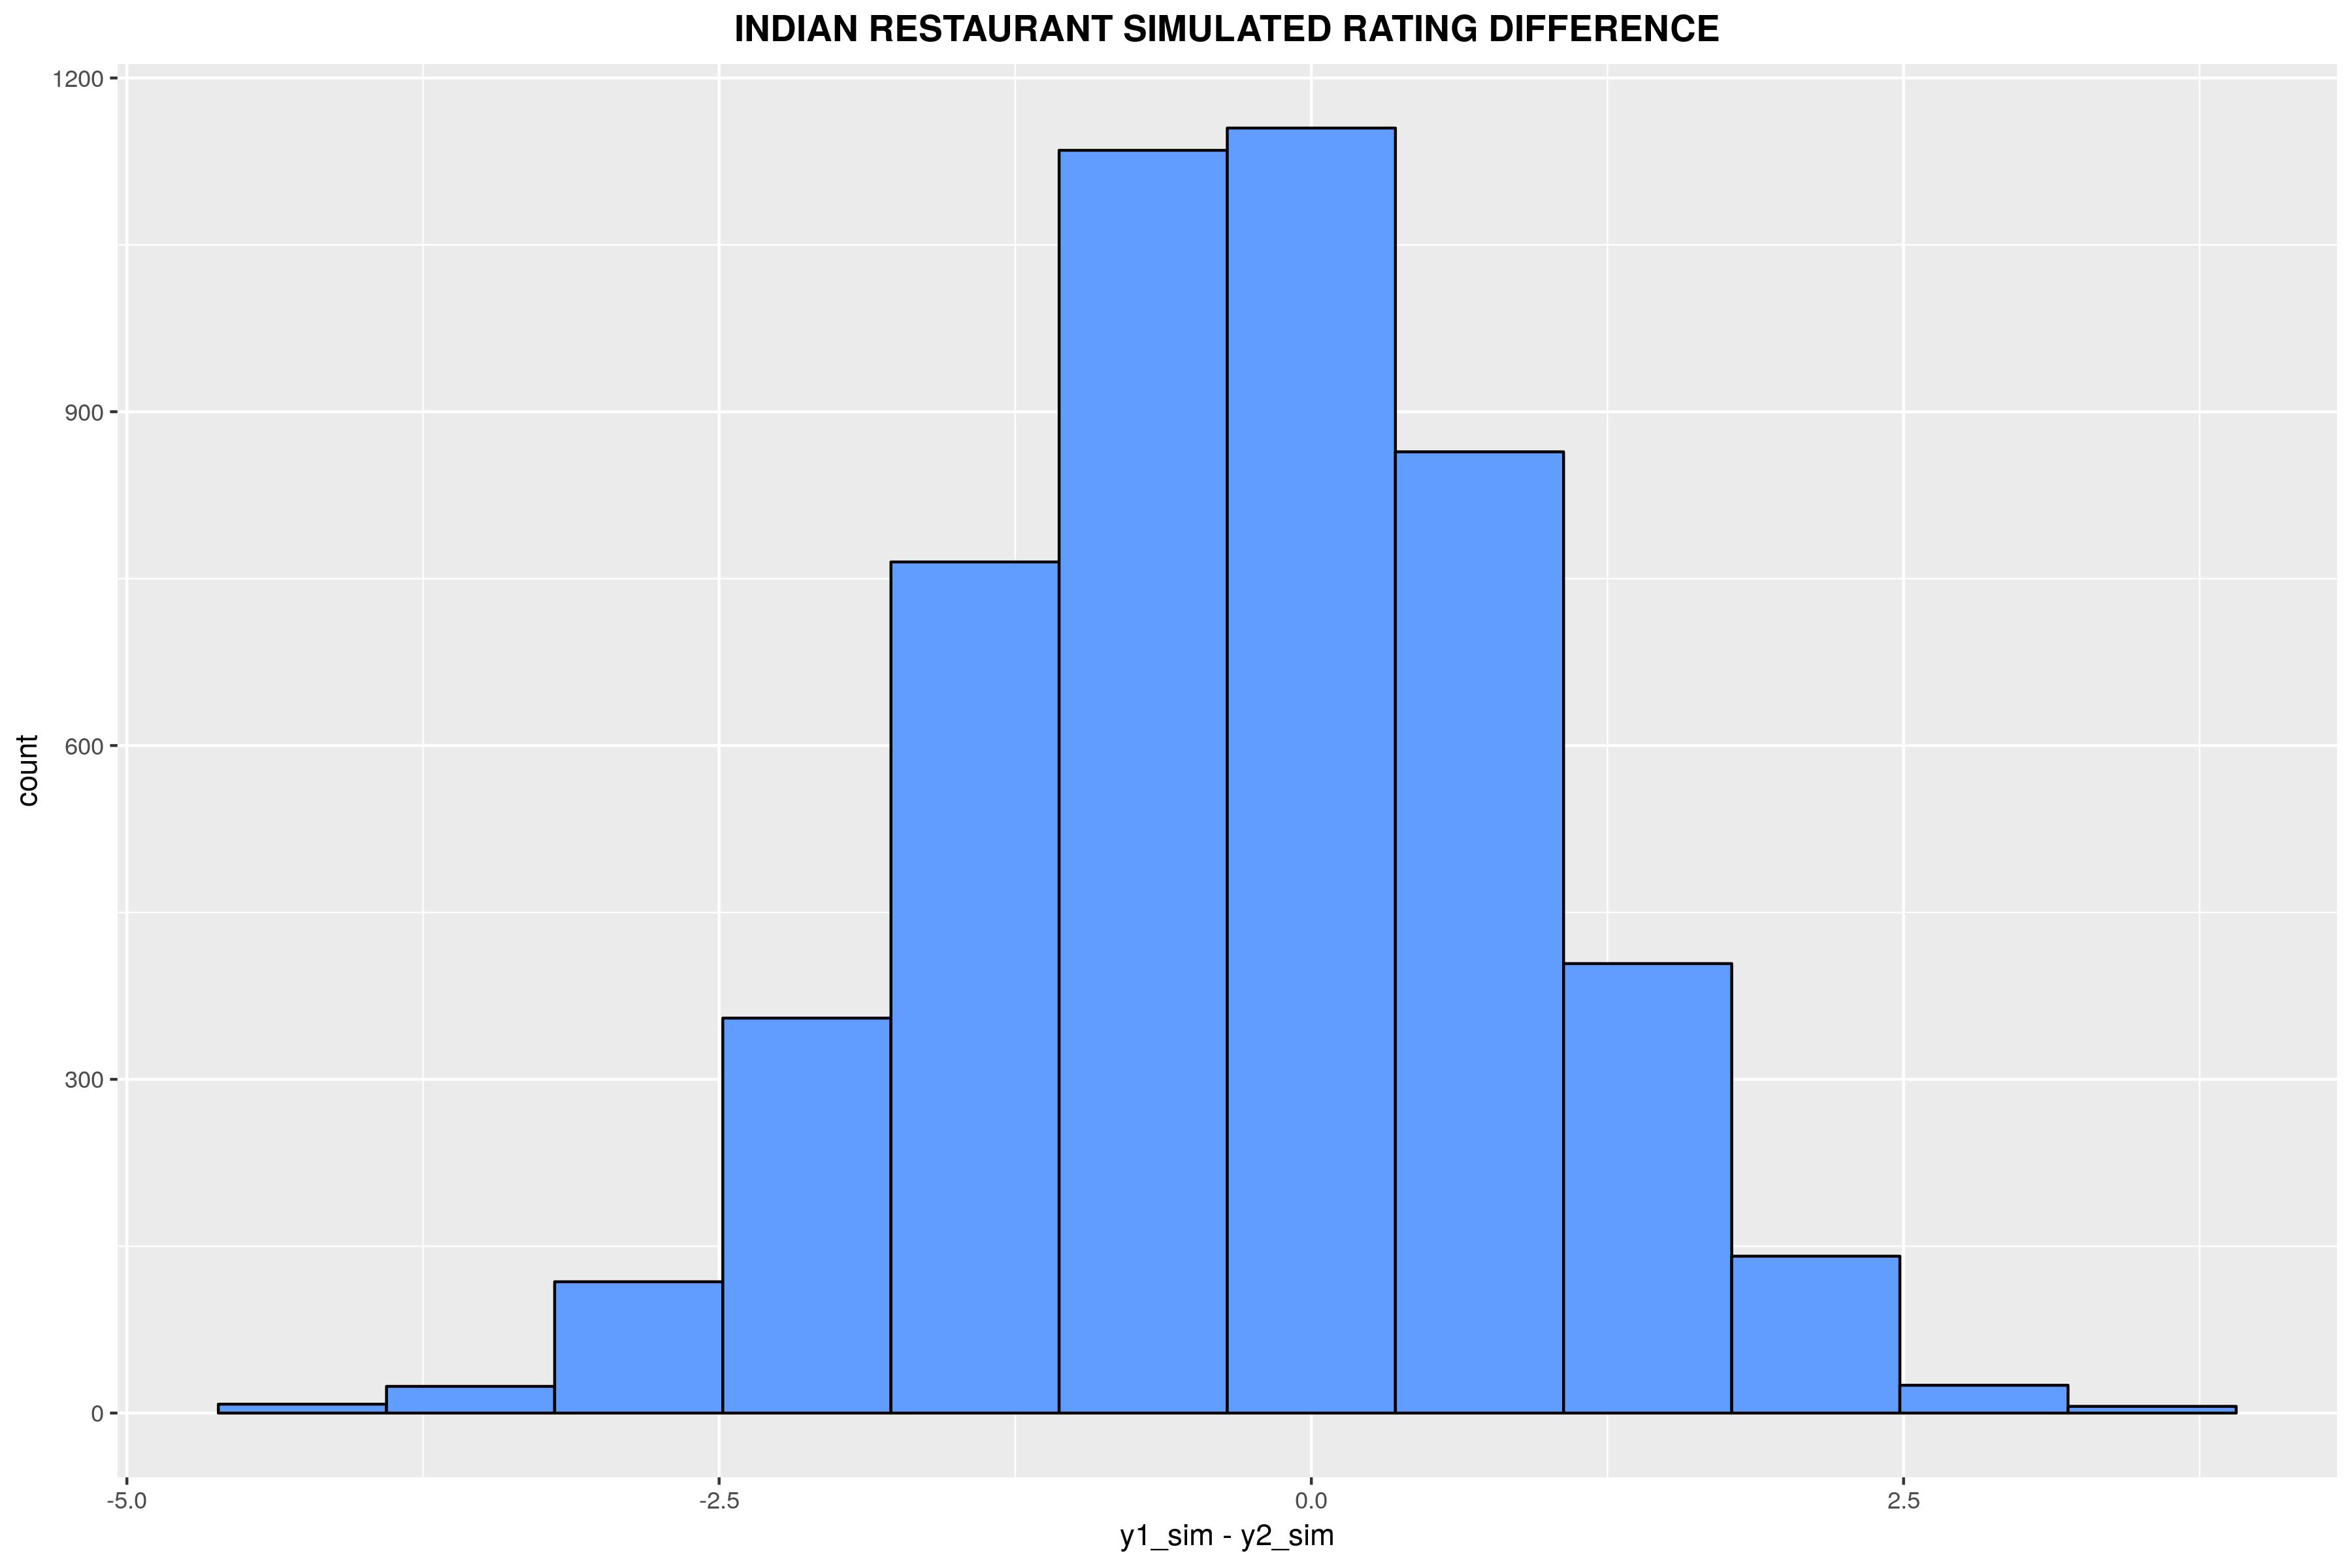 INDIAN RESTAURANT SIMULATED RATING DIFFERENCE
1200
900
600
300
0
count
-5.0 -2.5 0.0 2.5
y1_sim - y2_sim